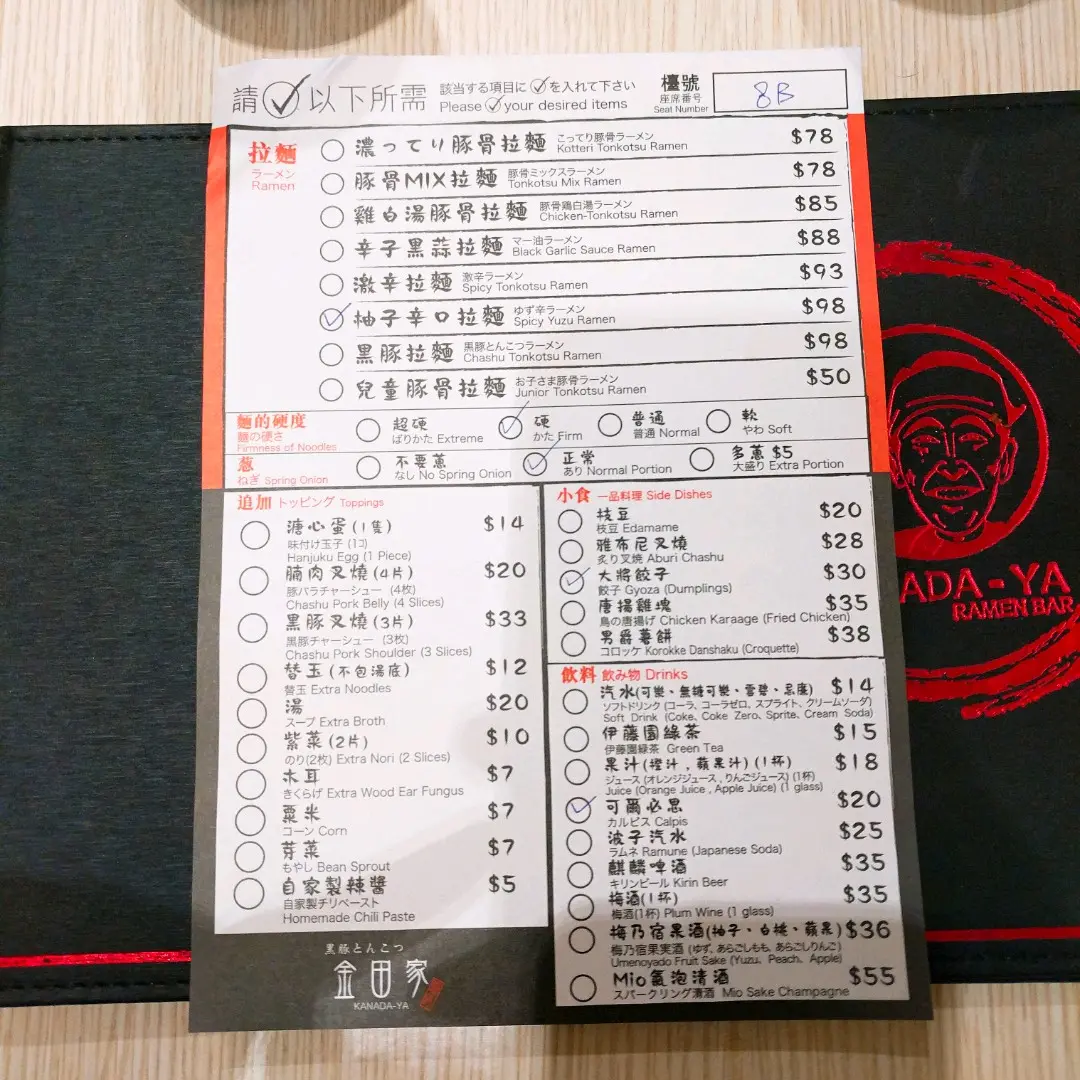 請 以下所需 該当する項目に を入れて下さい
Please your desired items
檯號
座席番号
Seat Number
8B
拉麵
ラーメン
Ramen
濃ってり豚骨拉麵 こってり豚骨ラーメン $78
Kotteri Tonkotsu Ramen
豚骨MIX拉麵 豚骨ミックスラーメン $78
Tonkotsu Mix Ramen
雞白湯豚骨拉麵 豚骨鶏白湯ラーメン $85
Chicken-Tonkotsu Ramen
辛子黑蒜拉麵 マー油ラーメン $88
Black Garlic Sauce Ramen
激辛拉麵 激辛ラーメン $93
Spicy Tonkotsu Ramen
柚子辛口拉麵 ゆず辛ラーメン $98
Spicy Yuzu Ramen
黑豚拉麵 黒豚とんこつラーメン $98
Chashu Tonkotsu Ramen
兒童豚骨拉麵 お子さま豚骨ラーメン $50
Junior Tonkotsu Ramen
麵的硬度
麺の硬さ
Firmness of Noodles
超硬
ばりかた Extreme
硬
かた Firm
普通
普通 Normal
軟
やわ Soft
葱
ねぎ Spring Onion
不要蔥
なし No Spring Onion
正常
あり Normal Portion
多蔥 $5
大盛り Extra Portion
追加 トッピング Toppings
溏心蛋(1隻) $14
味付け玉子 (1コ)
Hanjuku Egg (1 Piece)
腩肉叉燒(4片) $20
豚バラチャーシュー (4枚)
Chashu Pork Belly (4 Slices)
黑豚叉燒(3片) $33
黒豚チャーシュー (3枚)
Chashu Pork Shoulder (3 Slices)
替玉(不包湯底) $12
替玉 Extra Noodles
湯 $20
スープ Extra Broth
紫菜(2片) $10
のり(2枚) Extra Nori (2 Slices)
木耳 $7
きくらげ Extra Wood Ear Fungus
粟米 $7
コーン Corn
芽菜 $7
もやし Bean Sprout
自家製辣醬 $5
自家製チリペースト
Homemade Chili Paste
小食 一品料理 Side Dishes
枝豆 $20
枝豆 Edamame
雅布尼叉燒 $28
炙り叉焼 Aburi Chashu
大將餃子 $30
餃子 Gyoza (Dumplings)
唐揚雞塊 $35
鳥の唐揚げ Chicken Karaage (Fried Chicken)
男爵薯餅 $38
コロッケ Korokke Danshaku (Croquette)
飲料 飲み物 Drinks
汽水(可樂、無糖可樂、雪碧、忌廉) $14
ソフトドリンク (コーラ、コーラゼロ、スプライト、クリームソーダ)
Soft Drink (Coke, Coke Zero, Sprite, Cream Soda)
伊藤園綠茶 $15
伊藤園緑茶 Green Tea
果汁(橙汁,蘋果汁)(1杯) $18
ジュース (オレンジジュース , りんごジュース) (1杯)
Juice (Orange Juice , Apple Juice) (1 glass)
可爾必思 $20
カルピス Calpis
波子汽水 $25
ラムネ Ramune (Japanese Soda)
麒麟啤酒 $35
キリンビール Kirin Beer
梅酒(1杯) $35
梅酒(1杯) Plum Wine (1 glass)
梅乃宿果酒(柚子、白桃、蘋果) $36
梅乃宿果実酒 (ゆず, あらごしもも, あらごしりんご)
Umenoyado Fruit Sake (Yuzu, Peach, Apple)
Mio氣泡清酒 $55
スパークリング清酒 Mio Sake Champagne
黒豚とんこつ
金田家
KANADA-YA
ADA-YA
RAMEN BAR